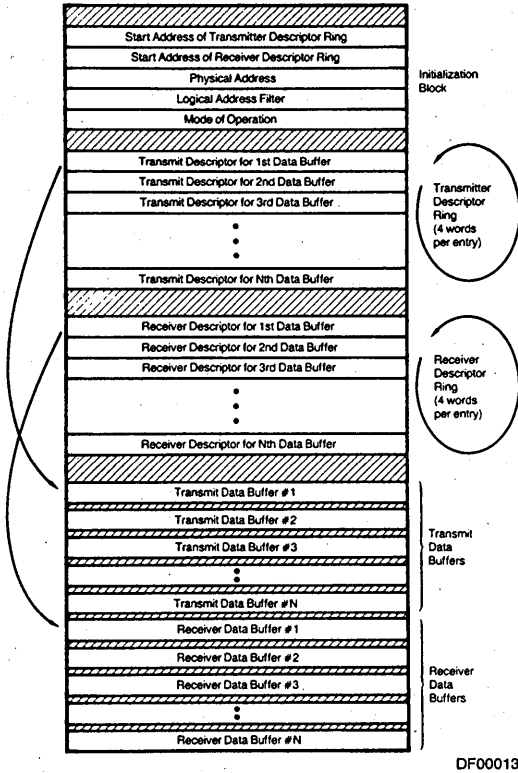 Start Address of Transmitter Descriptor Ring
Start Address of Receiver Descriptor Ring
Physical Address
Logical Address Filter
Mode of Operation
Initialization
Block
Transmit Descriptor for 1st Data Buffer
Transmit Descriptor for 2nd Data Buffer
Transmit Descriptor for 3rd Data Buffer
Transmit Descriptor for Nth Data Buffer
Transmitter
Descriptor
Ring
(4 words
per entry)
Receiver Descriptor for 1st Data Buffer
Receiver Descriptor for 2nd Data Buffer
Receiver Descriptor for 3rd Data Buffer
Receiver Descriptor for Nth Data Buffer
Receiver
Descriptor
Ring
(4 words
per entry)
Transmit Data Buffer #1
Transmit Data Buffer #2
Transmit Data Buffer #3
Transmit Data Buffer #N
Transmit
Data
Buffers
Receiver Data Buffer #1
Receiver Data Buffer #2
Receiver Data Buffer #3
Receiver Data Buffer #N
Receiver
Data
Buffers
DF00013